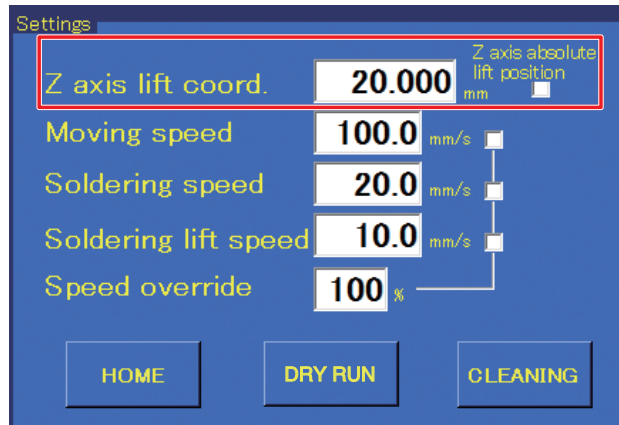 Settings
Z axis absolute
lift position
Z axis lift coord. 20.000 mm
Moving speed 100.0 mm/s
Soldering speed 20.0 mm/s
Soldering lift speed 10.0 mm/s
Speed override 100 %
HOME DRY RUN CLEANING